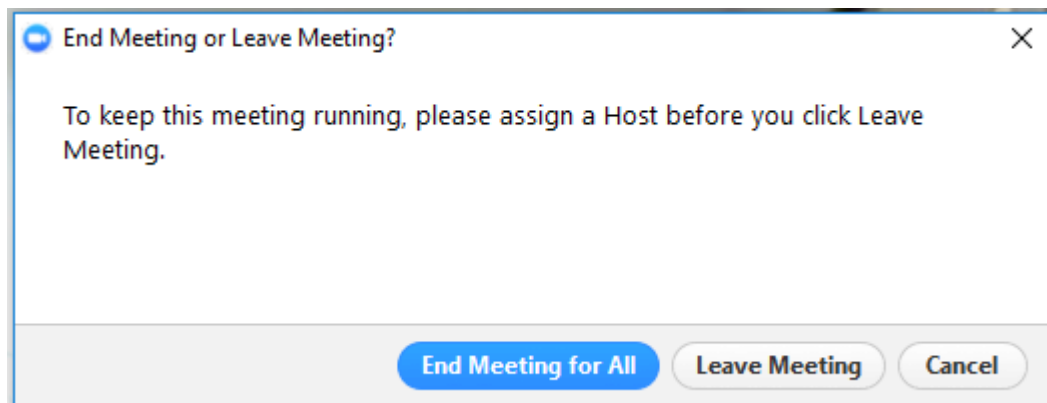 End Meeting or Leave Meeting?
To keep this meeting running, please assign a Host before you click Leave
Meeting.
End Meeting for All
Leave Meeting
Cancel